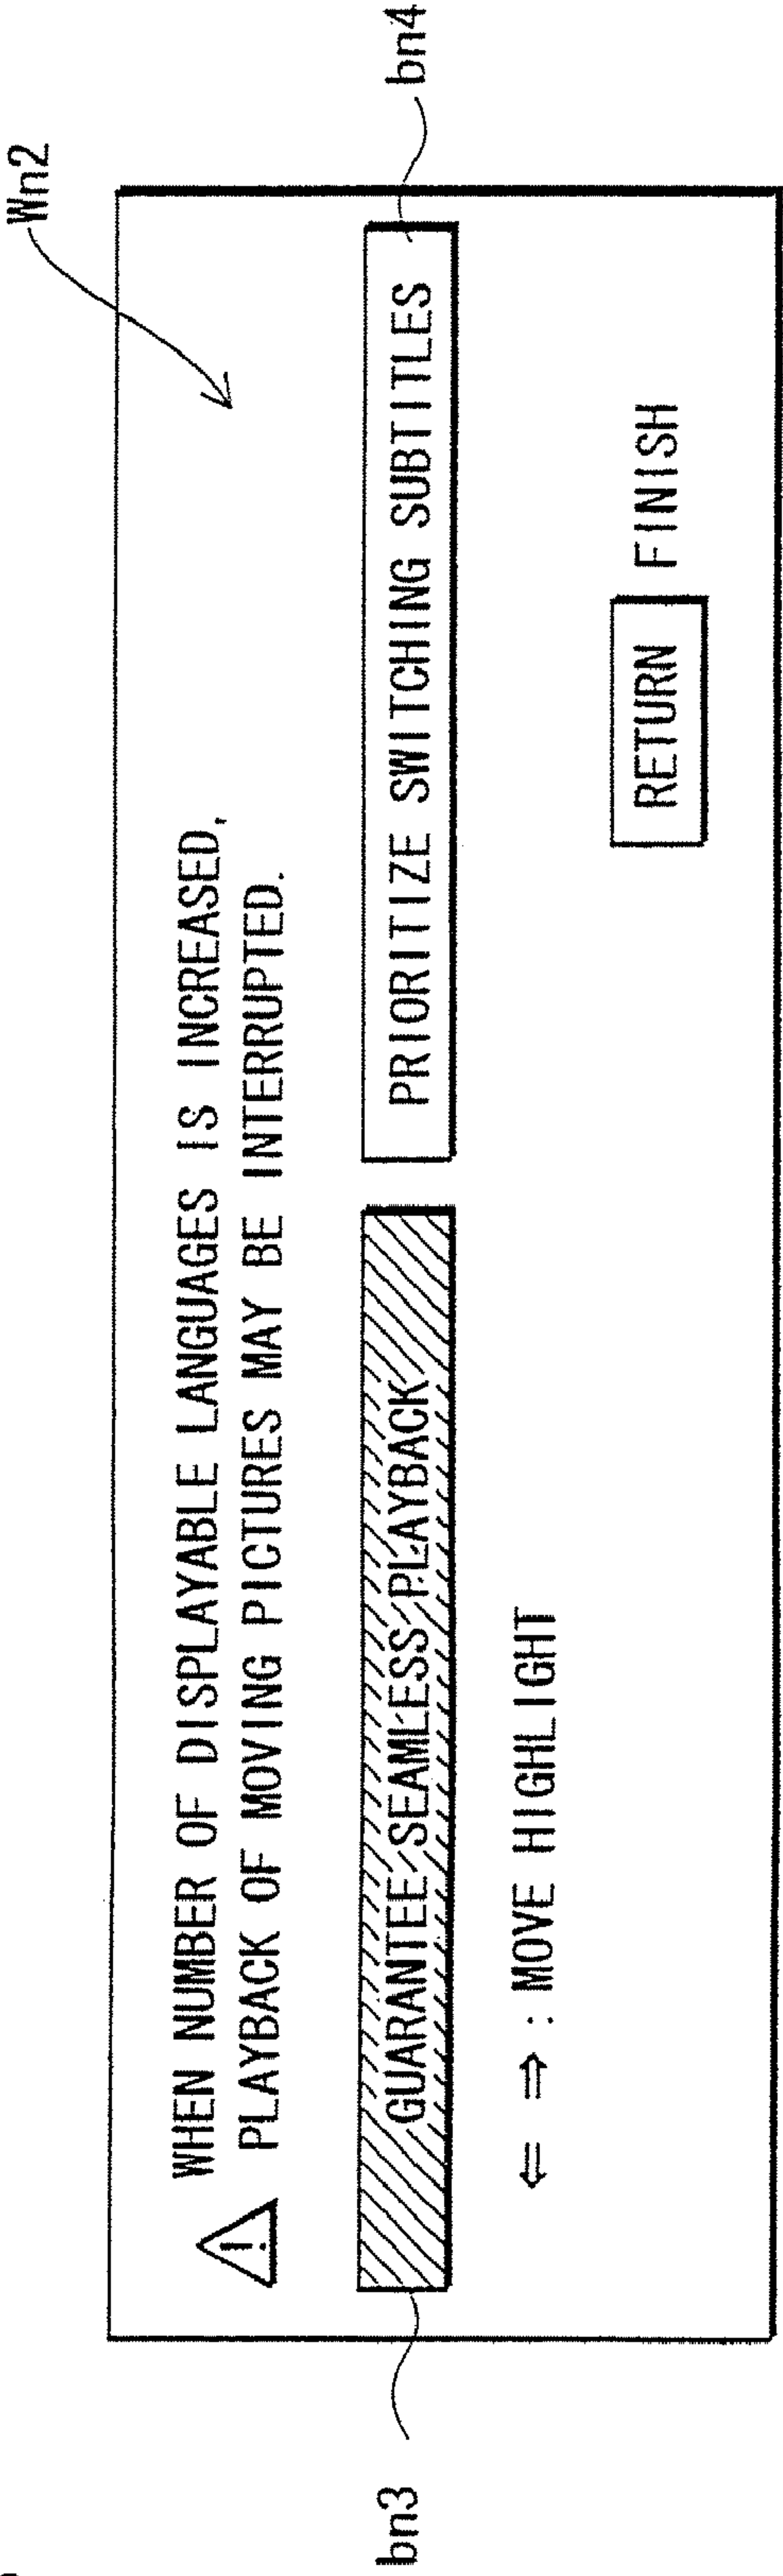 Wn2
WHEN NUMBER OF DISPLAYABLE LANGUAGES IS INCREASED,
PLAYBACK OF MOVING PICTURES MAY BE INTERRUPTED.
bn3
GUARANTEE SEAMLESS PLAYBACK
PRIORITIZE SWITCHING SUBTITLES
bn4
⇐ ⇒ : MOVE HIGHLIGHT
RETURN FINISH